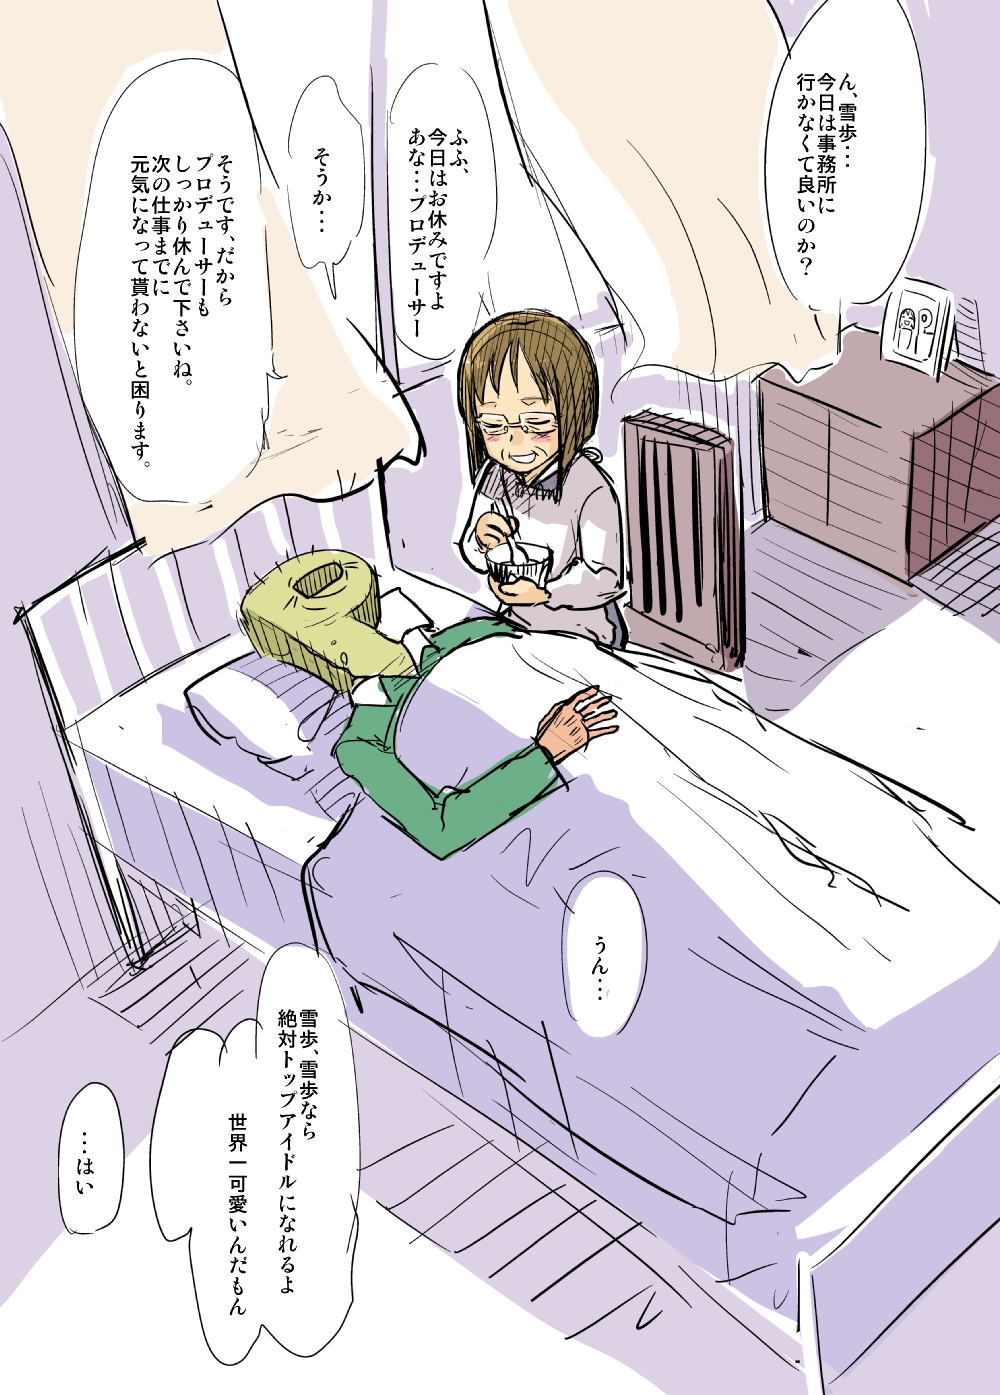 ん、雪歩…
今日は事務所に
行かなくて良いのか？
ふふ、
今日はお休みですよ
あな…プロデューサー
そうか…
そうです、だから
プロデューサーも
しっかり休んで下さいね。
次の仕事までに
元気になって貰わないと困ります。
うん…
雪歩、雪歩なら
絶対トップアイドルになれるよ
世界一可愛いんだもん
…はい